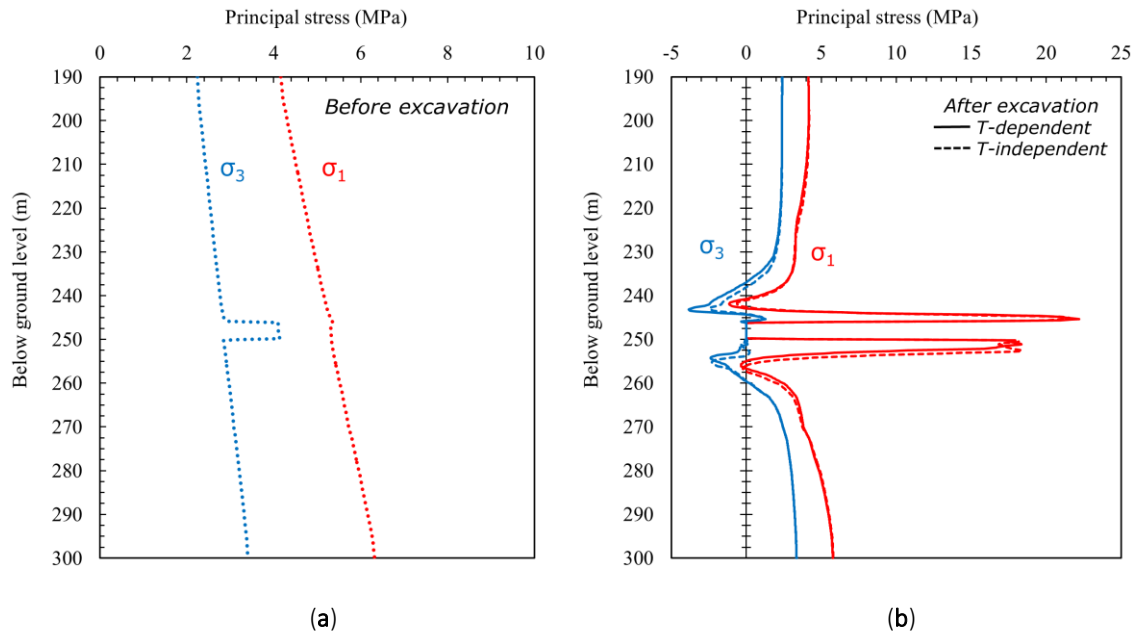 Principal stress (MPa)
0 2 4 6 8 10
Below ground level (m)
190
200
210
220
230
240
250
260
270
280
290
300
Before excavation
σ3
σ1
(a)
Principal stress (MPa)
-5 0 5 10 15 20 25
Below ground level (m)
190
200
210
220
230
240
250
260
270
280
290
300
After excavation
T-dependent
T-independent
σ3
σ1
(b)